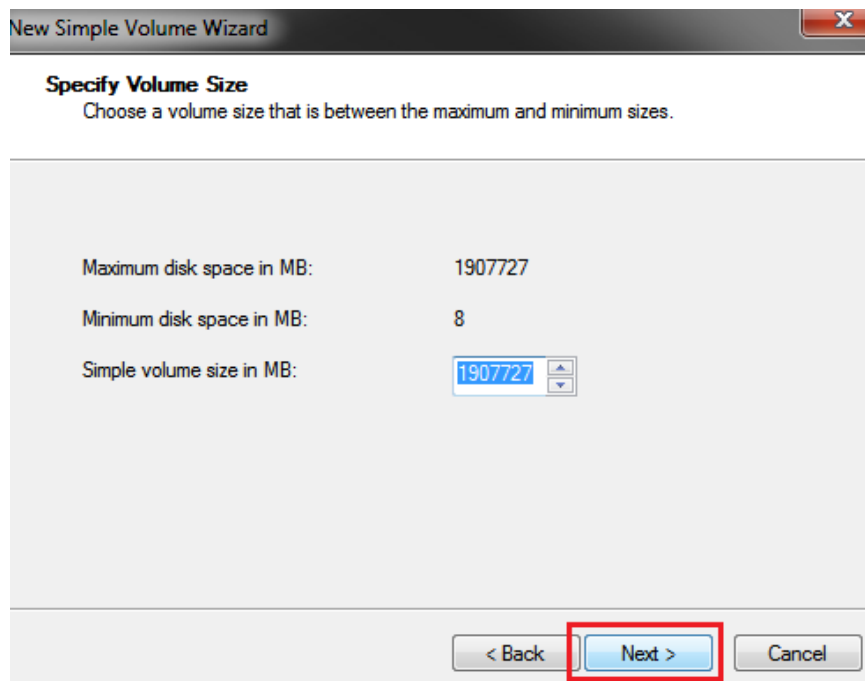 New Simple Volume Wizard
X
Specify Volume Size
Choose a volume size that is between the maximum and minimum sizes.
Maximum disk space in MB: 1907727
Minimum disk space in MB: 8
Simple volume size in MB: 1907727
< Back Next > Cancel